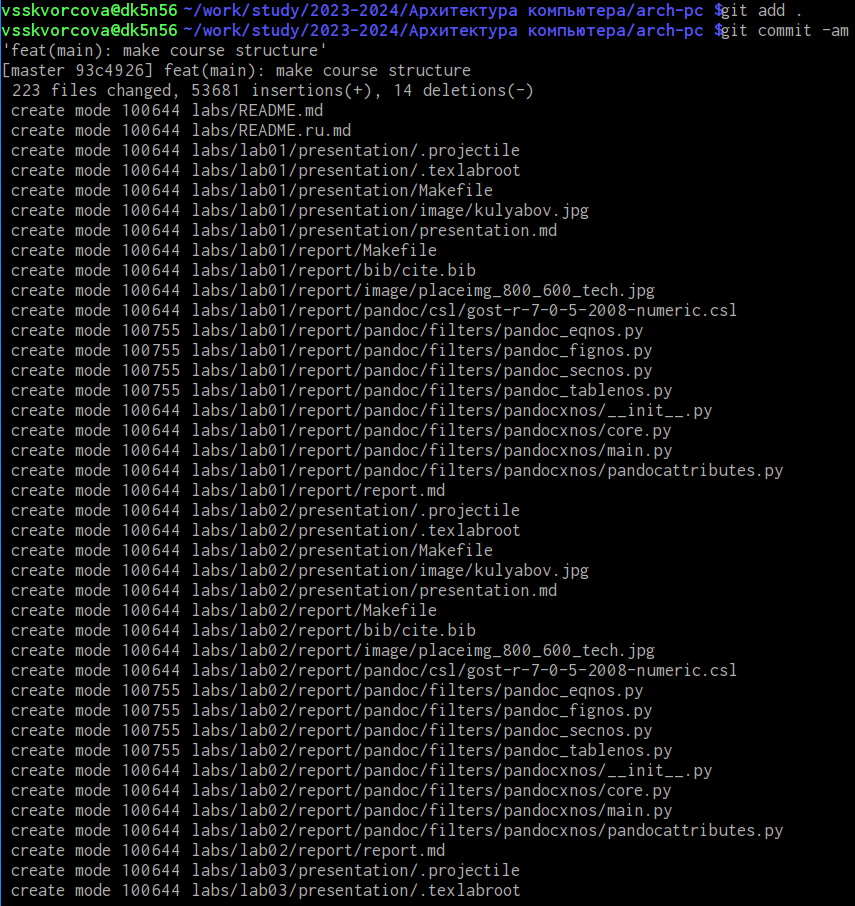 vsskvorcova@dk5n56 ~/work/study/2023-2024/Архитектура компьютера/arch-pc $ git add .
vsskvorcova@dk5n56 ~/work/study/2023-2024/Архитектура компьютера/arch-pc $ git commit -am
'feat(main): make course structure'
[master 93c4926] feat(main): make course structure
 223 files changed, 53681 insertions(+), 14 deletions(-)
 create mode 100644 labs/README.md
 create mode 100644 labs/README.ru.md
 create mode 100644 labs/lab01/presentation/.projectile
 create mode 100644 labs/lab01/presentation/.texlabroot
 create mode 100644 labs/lab01/presentation/Makefile
 create mode 100644 labs/lab01/presentation/image/kulyabov.jpg
 create mode 100644 labs/lab01/presentation/presentation.md
 create mode 100644 labs/lab01/report/Makefile
 create mode 100644 labs/lab01/report/bib/cite.bib
 create mode 100644 labs/lab01/report/image/placeimg_800_600_tech.jpg
 create mode 100644 labs/lab01/report/pandoc/csl/gost-r-7-0-5-2008-numeric.csl
 create mode 100755 labs/lab01/report/pandoc/filters/pandoc_eqnos.py
 create mode 100755 labs/lab01/report/pandoc/filters/pandoc_fignos.py
 create mode 100755 labs/lab01/report/pandoc/filters/pandoc_secnos.py
 create mode 100755 labs/lab01/report/pandoc/filters/pandoc_tablenos.py
 create mode 100644 labs/lab01/report/pandoc/filters/pandocxnos/__init__.py
 create mode 100644 labs/lab01/report/pandoc/filters/pandocxnos/core.py
 create mode 100644 labs/lab01/report/pandoc/filters/pandocxnos/main.py
 create mode 100644 labs/lab01/report/pandoc/filters/pandocxnos/pandocattributes.py
 create mode 100644 labs/lab01/report/report.md
 create mode 100644 labs/lab02/presentation/.projectile
 create mode 100644 labs/lab02/presentation/.texlabroot
 create mode 100644 labs/lab02/presentation/Makefile
 create mode 100644 labs/lab02/presentation/image/kulyabov.jpg
 create mode 100644 labs/lab02/presentation/presentation.md
 create mode 100644 labs/lab02/report/Makefile
 create mode 100644 labs/lab02/report/bib/cite.bib
 create mode 100644 labs/lab02/report/image/placeimg_800_600_tech.jpg
 create mode 100644 labs/lab02/report/pandoc/csl/gost-r-7-0-5-2008-numeric.csl
 create mode 100755 labs/lab02/report/pandoc/filters/pandoc_eqnos.py
 create mode 100755 labs/lab02/report/pandoc/filters/pandoc_fignos.py
 create mode 100755 labs/lab02/report/pandoc/filters/pandoc_secnos.py
 create mode 100755 labs/lab02/report/pandoc/filters/pandoc_tablenos.py
 create mode 100644 labs/lab02/report/pandoc/filters/pandocxnos/__init__.py
 create mode 100644 labs/lab02/report/pandoc/filters/pandocxnos/core.py
 create mode 100644 labs/lab02/report/pandoc/filters/pandocxnos/main.py
 create mode 100644 labs/lab02/report/pandoc/filters/pandocxnos/pandocattributes.py
 create mode 100644 labs/lab02/report/report.md
 create mode 100644 labs/lab03/presentation/.projectile
 create mode 100644 labs/lab03/presentation/.texlabroot